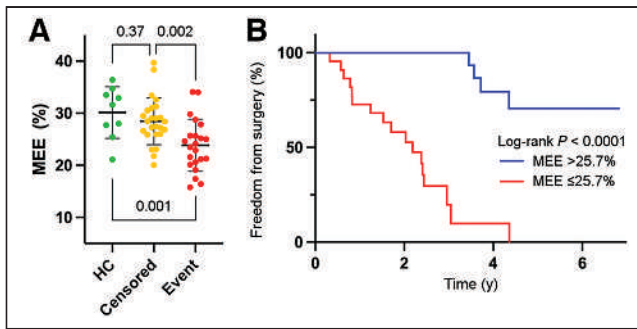 A
B
0.37
0.002
MEE (%)
40
30
20
10
0.001
HC
Censored
Event
Freedom from surgery (%)
100
50
0
Log-rank P < 0.0001
MEE >25.7%
MEE ≤25.7%
0
2
4
6
Time (y)